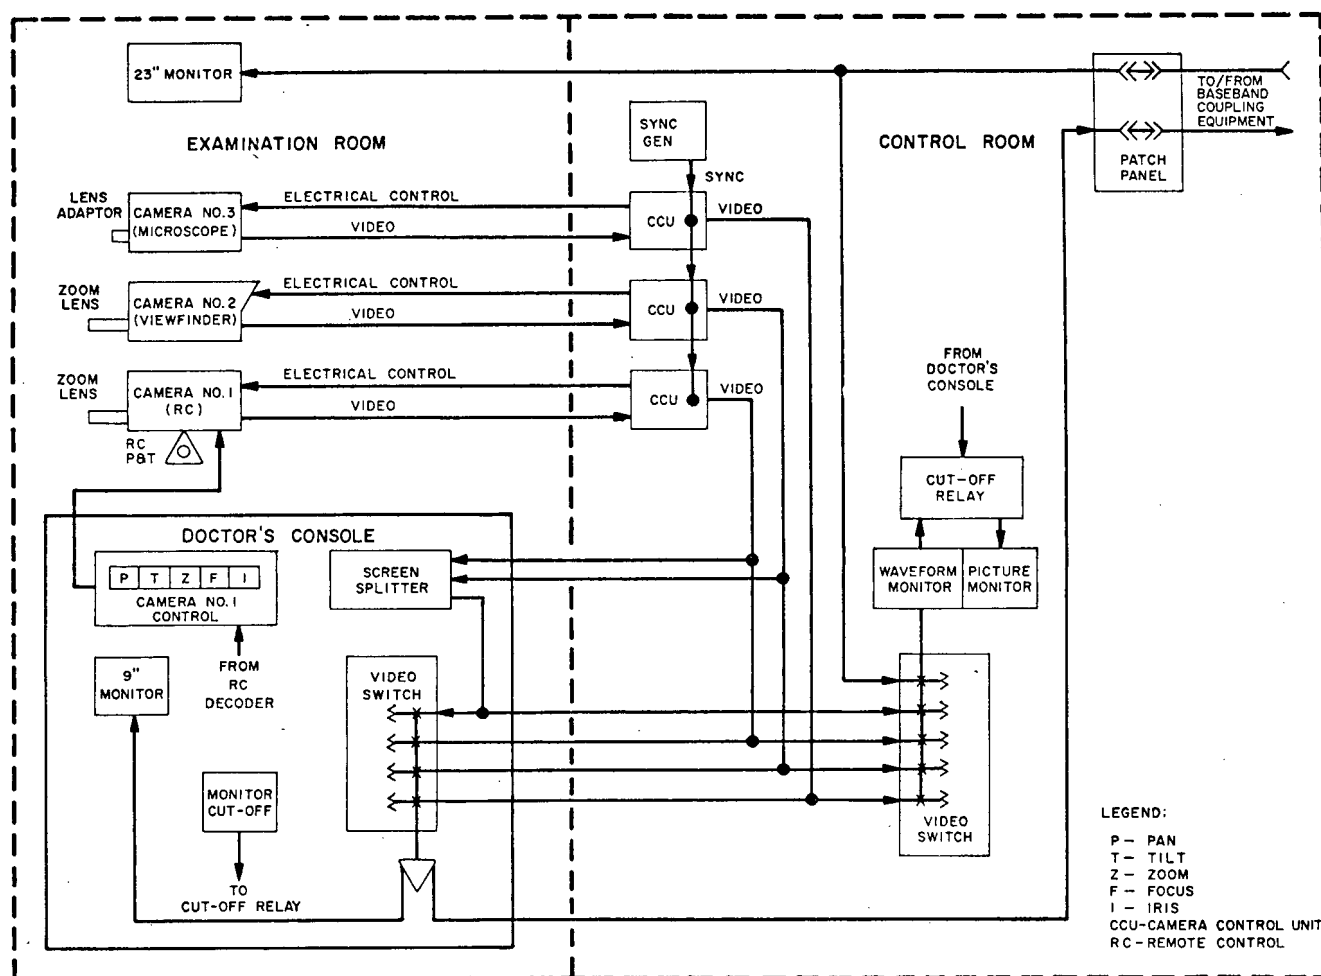 23" MONITOR
EXAMINATION ROOM
SYNC
GEN
SYNC
CONTROL ROOM
TO/FROM
BASEBAND
COUPLING
EQUIPMENT
PATCH
PANEL
LENS
ADAPTOR
CAMERA NO.3
(MICROSCOPE)
ELECTRICAL CONTROL
VIDEO
CCU
VIDEO
ZOOM
LENS
CAMERA NO.2
(VIEWFINDER)
ELECTRICAL CONTROL
VIDEO
CCU
VIDEO
ZOOM
LENS
CAMERA NO.1
(RC)
ELECTRICAL CONTROL
VIDEO
CCU
VIDEO
RC
P&T
FROM
DOCTOR'S
CONSOLE
CUT-OFF
RELAY
WAVEFORM
MONITOR
PICTURE
MONITOR
DOCTOR'S CONSOLE
P T Z F I
CAMERA NO.1
CONTROL
SCREEN
SPLITTER
FROM
RC
DECODER
9"
MONITOR
VIDEO
SWITCH
MONITOR
CUT-OFF
TO
CUT-OFF RELAY
VIDEO
SWITCH
LEGEND:
P - PAN
T - TILT
Z - ZOOM
F - FOCUS
I - IRIS
CCU-CAMERA CONTROL UNIT
RC-REMOTE CONTROL